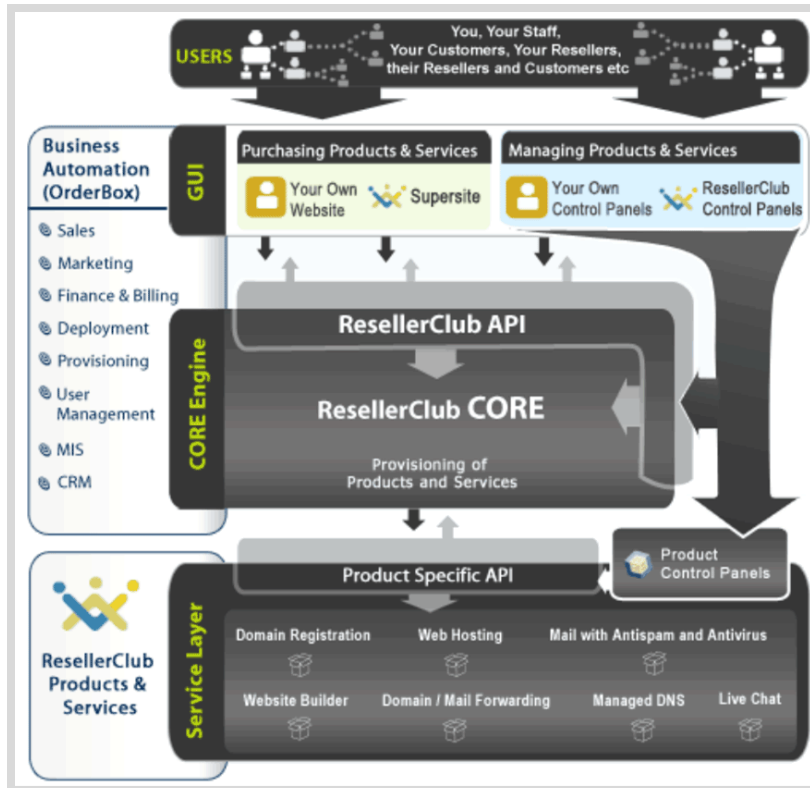 USERS
You, Your Staff,
Your Customers, Your Resellers,
their Resellers and Customers etc
Business
Automation
(OrderBox)
Sales
Marketing
Finance & Billing
Deployment
Provisioning
User
Management
MIS
CRM
GUI
Purchasing Products & Services
Your Own
Website
Supersite
Managing Products & Services
Your Own
Control Panels
ResellerClub
Control Panels
CORE Engine
ResellerClub API
ResellerClub CORE
Provisioning of
Products and Services
ResellerClub
Products &
Services
Service Layer
Product Specific API
Product
Control Panels
Domain Registration
Web Hosting
Mail with Antispam and Antivirus
Website Builder
Domain / Mail Forwarding
Managed DNS
Live Chat